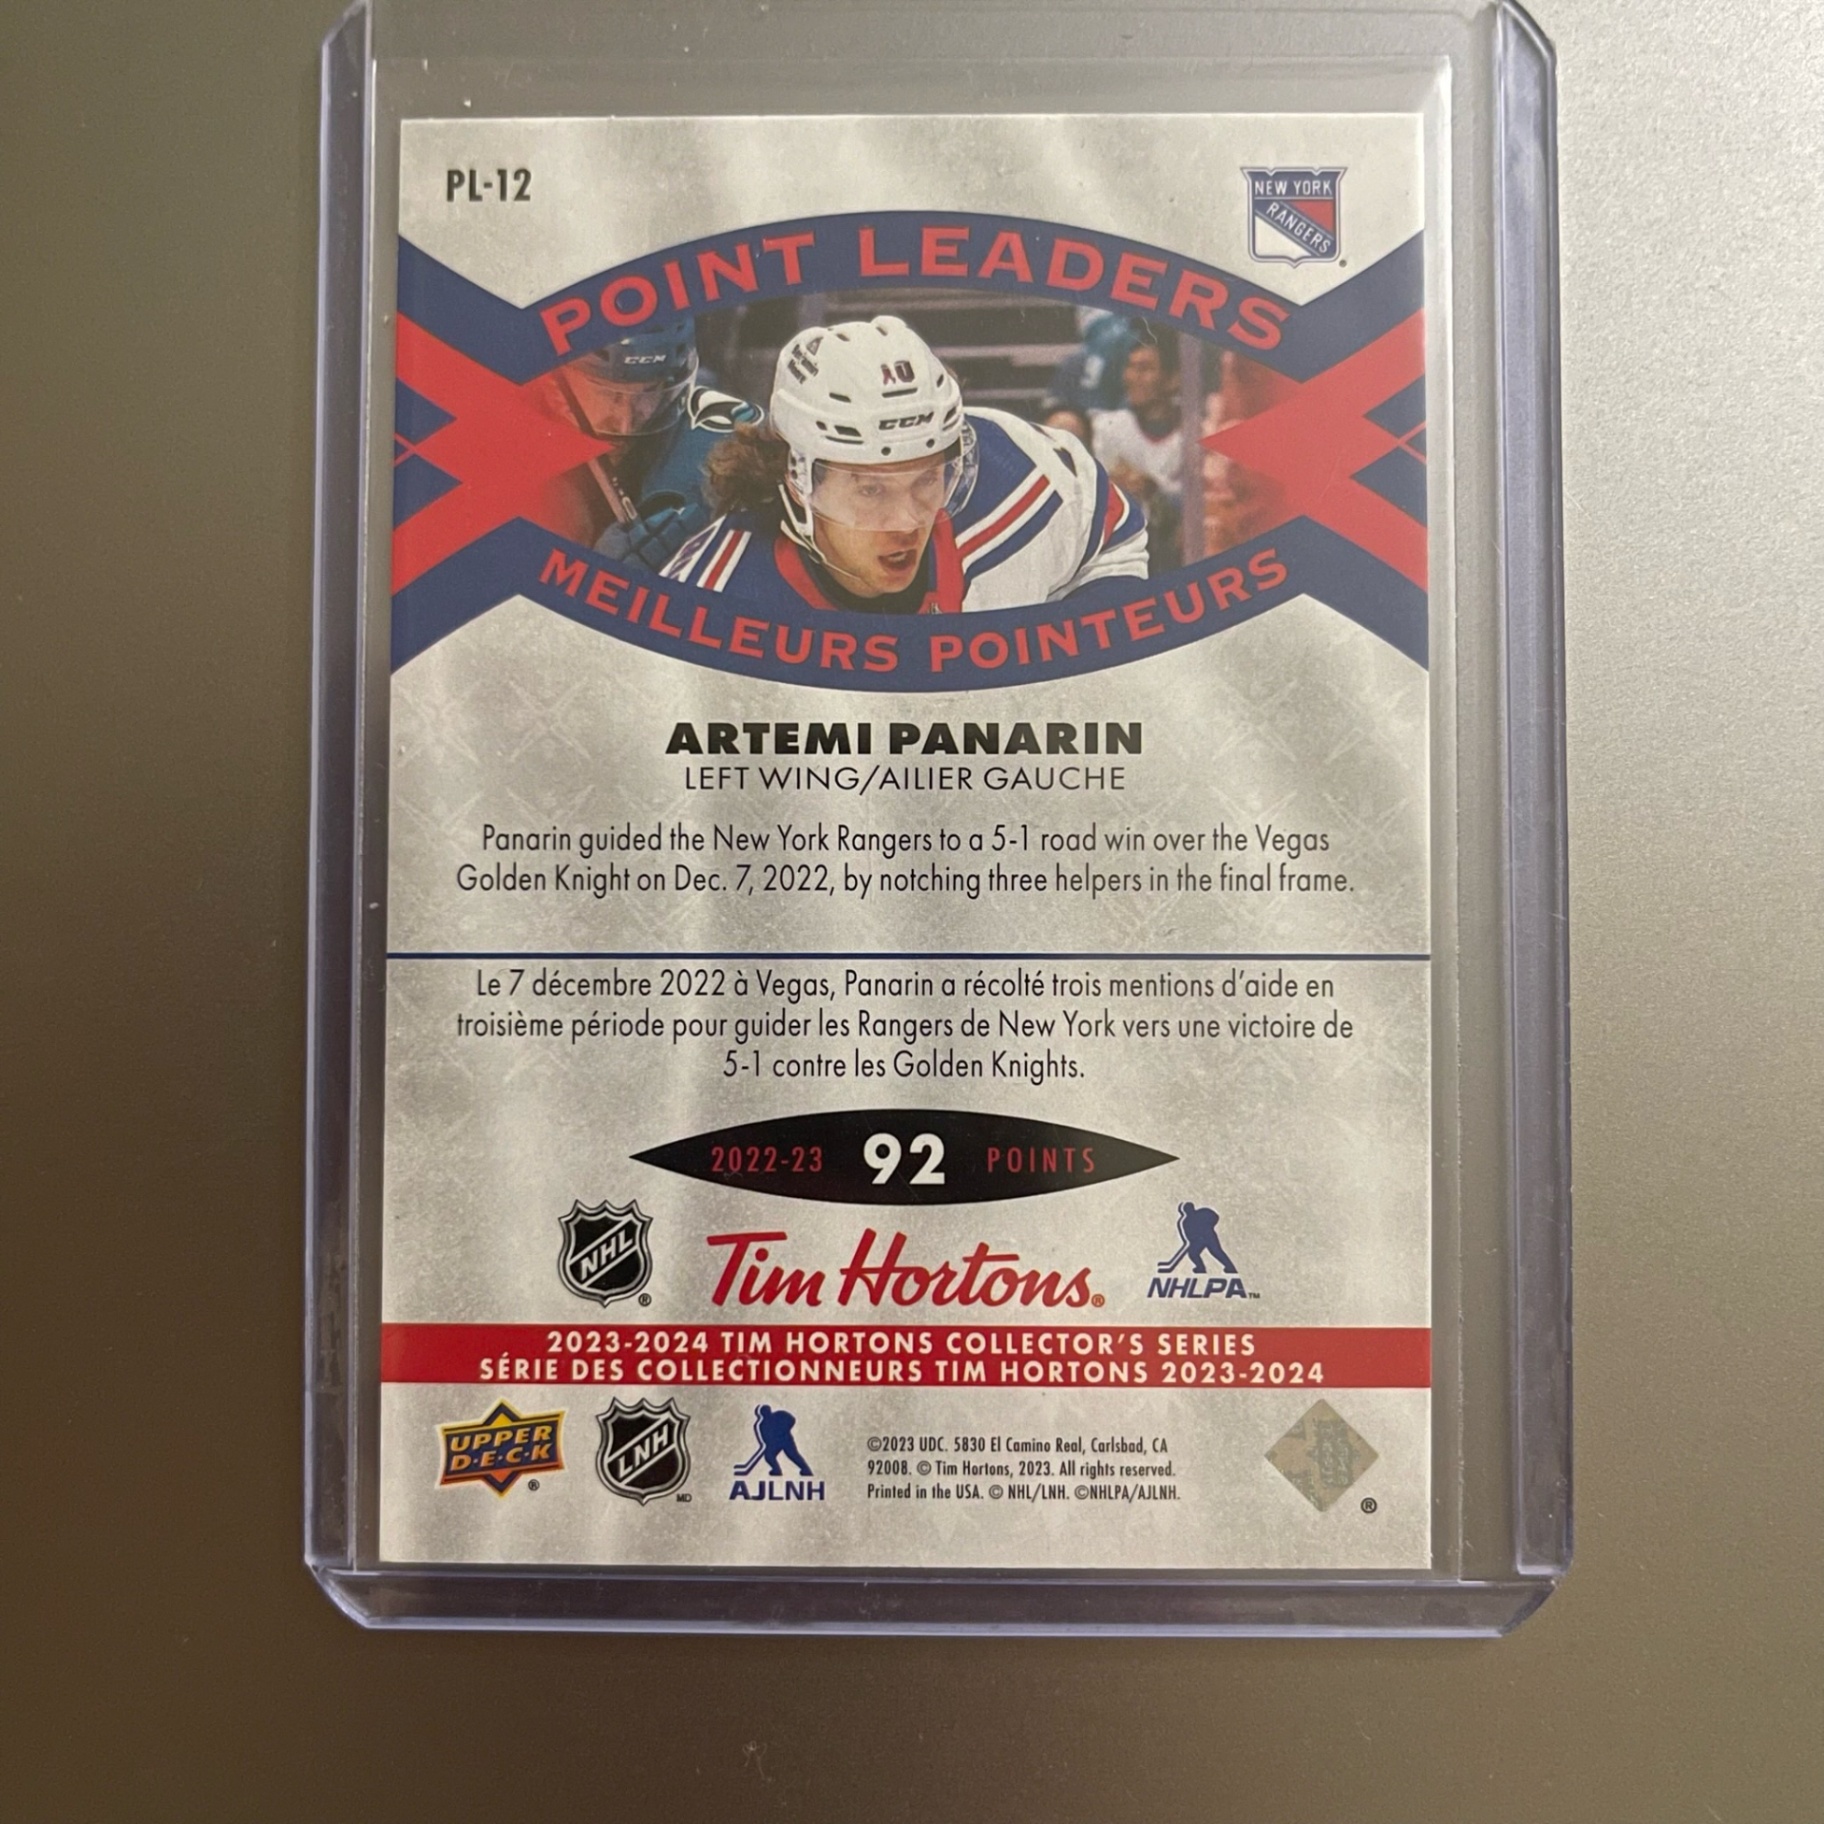 PL-12
NEW YORK
RANGERS
POINT LEADERS
CCM
10
CCM
MEILLEURS POINTEURS
ARTEMI PANARIN
LEFT WING/AILIER GAUCHE
Panarin guided the New York Rangers to a 5-1 road win over the Vegas
Golden Knight on Dec. 7, 2022, by notching three helpers in the final frame.
Le 7 décembre 2022 à Vegas, Panarin a récolté trois mentions d'aide en
troisième période pour guider les Rangers de New York vers une victoire de
5-1 contre les Golden Knights.
2022-23 92 POINTS
NHL ®
Tim Hortons®
NHLPA™
2023-2024 TIM HORTONS COLLECTOR'S SERIES
SÉRIE DES COLLECTIONNEURS TIM HORTONS 2023-2024
UPPER
D·E·C·K ®
LNH MD
AJLNH
©2023 UDC. 5830 El Camino Real, Carlsbad, CA
92008. © Tim Hortons, 2023. All rights reserved.
Printed in the USA. © NHL/LNH. ©NHLPA/AJLNH.
®